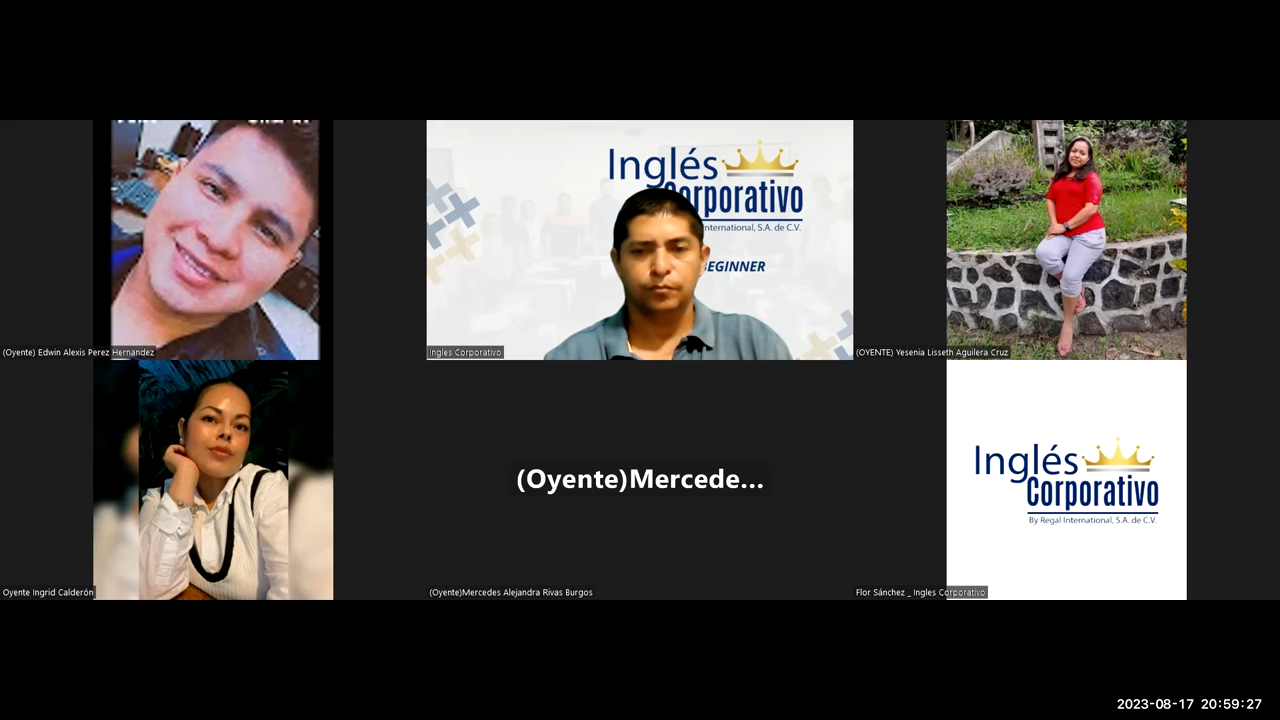 Inglés
Corporativo
International, S.A. de C.V.
BEGINNER
(Oyente) Edwin Alexis Perez Hernandez
Ingles Corporativo
(OYENTE) Yesenia Lisseth Aguilera Cruz
(Oyente)Mercede...
Inglés
Corporativo
By Regal International, S.A. de C.V.
Oyente Ingrid Calderón
(Oyente)Mercedes Alejandra Rivas Burgos
Flor Sánchez _ Ingles Corporativo
2023-08-17 20:59:27